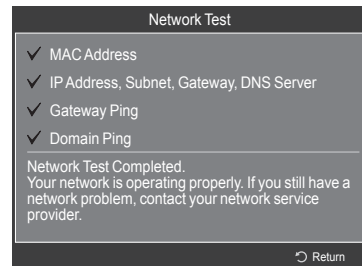 Network Test
MAC Address
IP Address, Subnet, Gateway, DNS Server
Gateway Ping
Domain Ping
Network Test Completed.
Your network is operating properly. If you still have a
network problem, contact your network service
provider.
Return